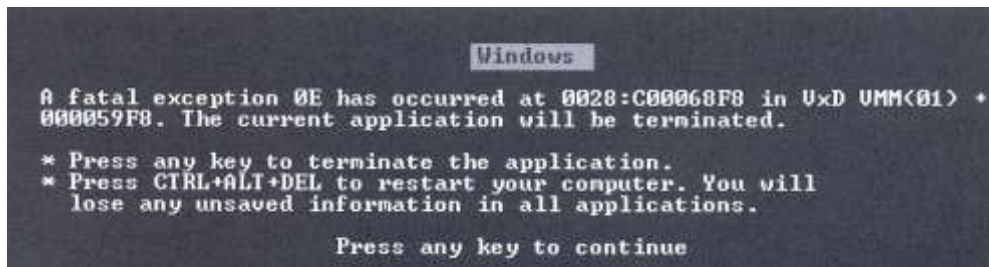 Windows
A fatal exception 0E has occurred at 0028:C00068F8 in VxD VMM(01) +
000059F8. The current application will be terminated.
* Press any key to terminate the application.
* Press CTRL+ALT+DEL to restart your computer. You will
lose any unsaved information in all applications.
Press any key to continue